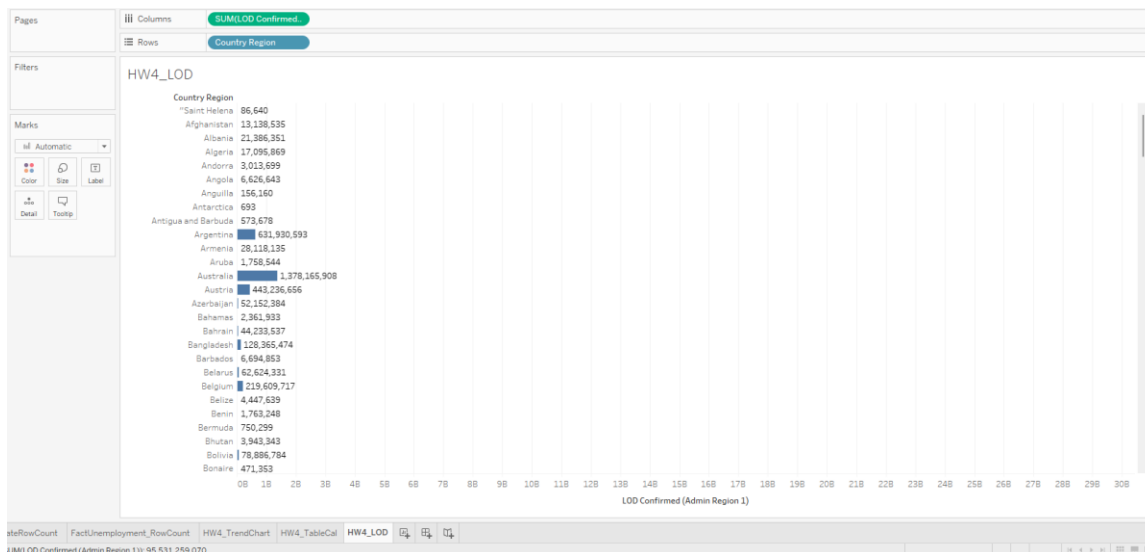 Pages
Columns
SUM(LOD Confirmed..
Rows
Country Region
Filters
HW4_LOD
Country Region
"Saint Helena 86,640
Afghanistan 13,138,535
Albania 21,386,351
Algeria 17,095,869
Andorra 3,013,699
Angola 6,626,643
Anguilla 156,160
Antarctica 693
Antigua and Barbuda 573,678
Argentina 631,930,593
Armenia 28,118,135
Aruba 1,758,544
Australia 1,378,165,908
Austria 443,236,656
Azerbaijan 52,152,384
Bahamas 2,361,933
Bahrain 44,233,537
Bangladesh 128,365,474
Barbados 6,694,853
Belarus 62,624,331
Belgium 219,609,717
Belize 4,447,639
Benin 1,763,248
Bermuda 750,299
Bhutan 3,943,343
Bolivia 78,886,784
Bonaire 471,353
0B 1B 2B 3B 4B 5B 6B 7B 8B 9B 10B 11B 12B 13B 14B 15B 16B 17B 18B 19B 20B 21B 22B 23B 24B 25B 26B 27B 28B 29B 30B
LOD Confirmed (Admin Region 1)
Marks
Automatic
Color Size Label
Detail Tooltip
ateRowCount FactUnemployment_RowCount HW4_TrendChart HW4_TableCal HW4_LOD
SUM(LOD Confirmed (Admin Region 1)): 95,531,259,070